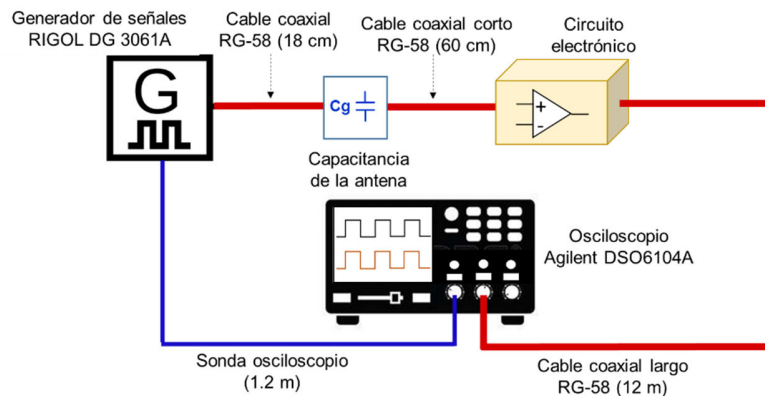 Generador de señales
RIGOL DG 3061A
Cable coaxial
RG-58 (18 cm)
Cable coaxial corto
RG-58 (60 cm)
Circuito
electrónico
G
Cg
+
-
Capacitancia
de la antena
Osciloscopio
Agilent DSO6104A
Sonda osciloscopio
(1.2 m)
Cable coaxial largo
RG-58 (12 m)